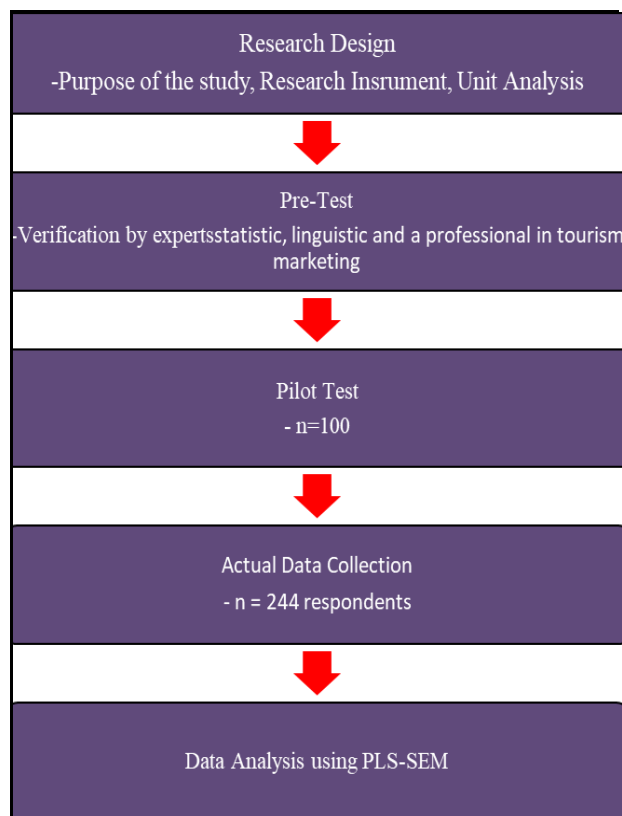 Research Design
-Purpose of the study, Research Insrument, Unit Analysis
Pre-Test
-Verification by expertsstatistic, linguistic and a professional in tourism
marketing
Pilot Test
- n=100
Actual Data Collection
- n = 244 respondents
Data Analysis using PLS-SEM